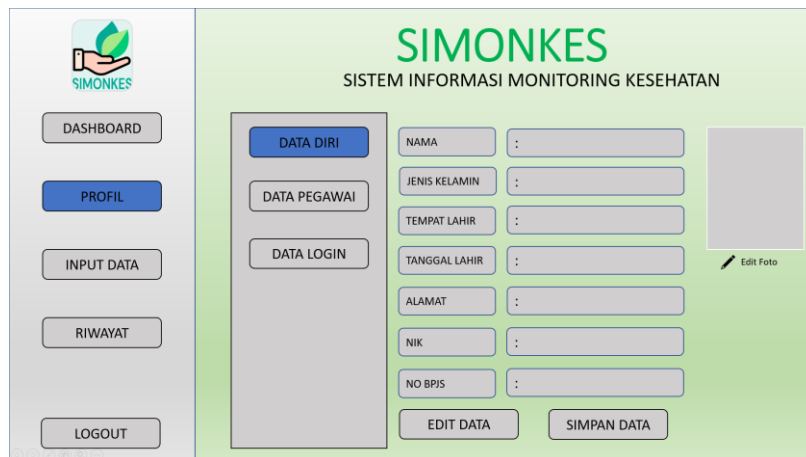 SIMONKES
SIMONKES
SISTEM INFORMASI MONITORING KESEHATAN
DASHBOARD
PROFIL
INPUT DATA
RIWAYAT
LOGOUT
DATA DIRI
DATA PEGAWAI
DATA LOGIN
NAMA :
JENIS KELAMIN :
TEMPAT LAHIR :
TANGGAL LAHIR :
ALAMAT :
NIK :
NO BPJS :
EDIT DATA
SIMPAN DATA
Edit Foto